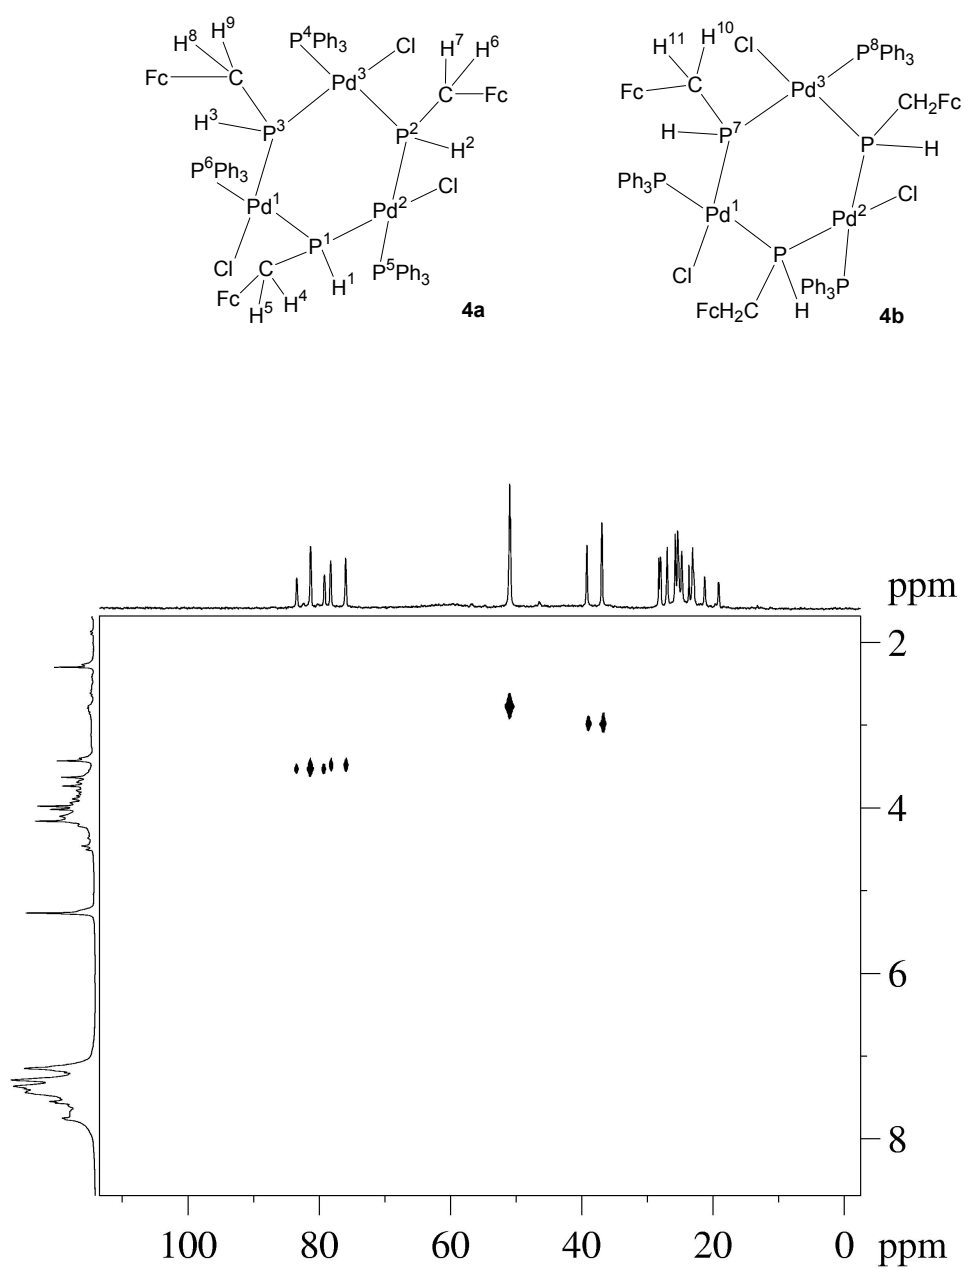 H9 P4Ph3 Cl H7 H6 H11 H10 Cl P8Ph3
H8
Fc C Pd3 C Fc Fc C Pd3 CH2Fc
H3 P3 P2 H2 H P7 P H
P6Ph3 Cl Ph3P Cl
Pd1 Pd2 Pd1 Pd2
P1 P
Cl C P5Ph3 Cl Ph3P
Fc H5 H4 H1 4a FcH2C H 4b
ppm
2
4
6
8
100 80 60 40 20 0 ppm